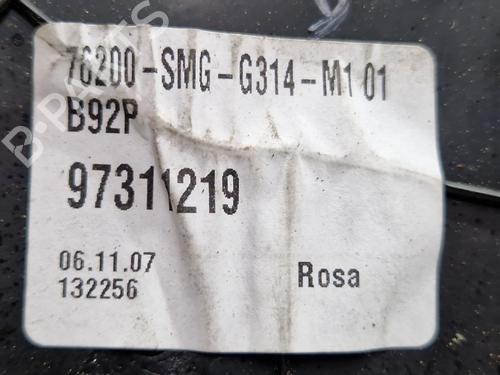 76200-SMG-G314-M1 01
B92P
97311219
06.11.07
132256
Rosa
B-PARTS